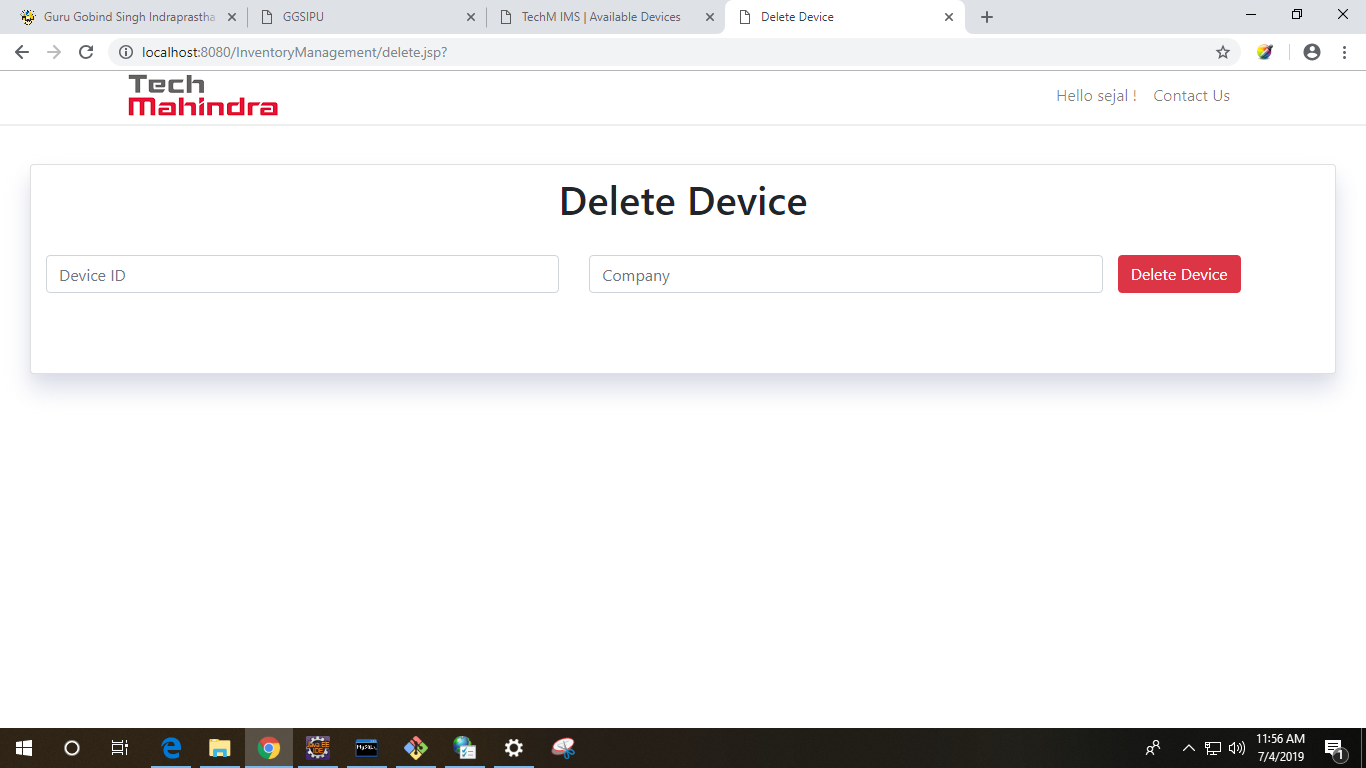 Guru Gobind Singh Indraprastha
GGSIPU
TechM IMS | Available Devices
Delete Device
localhost:8080/InventoryManagement/delete.jsp?
Tech
Mahindra
Hello sejal !
Contact Us
Delete Device
Device ID
Company
Delete Device
11:56 AM
7/4/2019
1